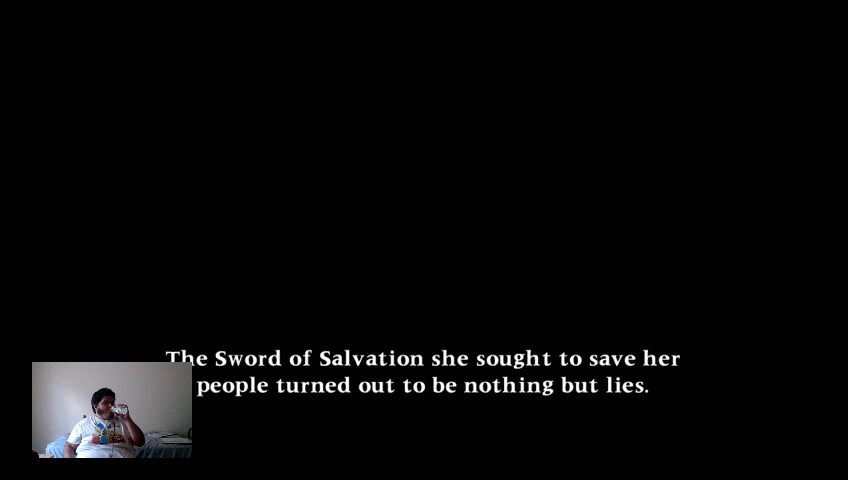 The Sword of Salvation she sought to save her
people turned out to be nothing but lies.